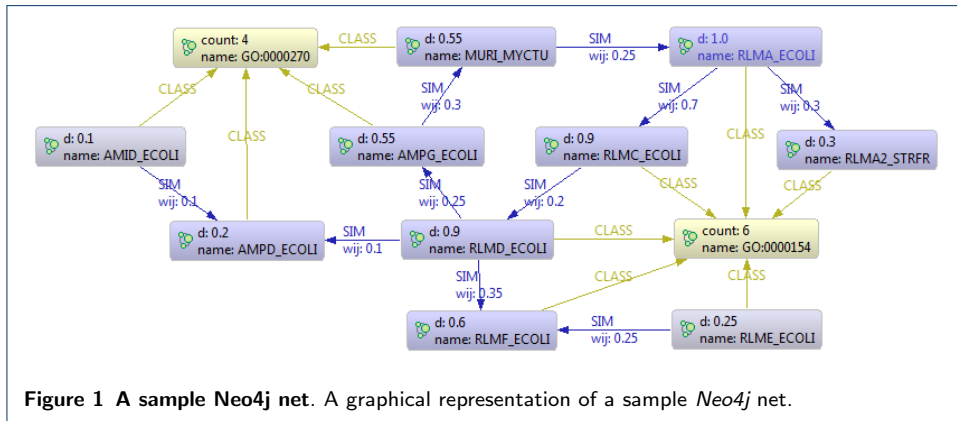 count: 4
name: GO:0000270
CLASS
d: 0.55
name: MURI_MYCTU
SIM
wij: 0.25
d: 1.0
name: RLMA_ECOLI
CLASS
CLASS
CLASS
SIM
wij: 0.3
SIM
wij: 0.7
CLASS
SIM
wij: 0.3
d: 0.1
name: AMID_ECOLI
d: 0.55
name: AMPG_ECOLI
d: 0.9
name: RLMC_ECOLI
d: 0.3
name: RLMA2_STRFR
SIM
wij: 0.1
SIM
wij: 0.25
SIM
wij: 0.2
CLASS
CLASS
d: 0.2
name: AMPD_ECOLI
SIM
wij: 0.1
d: 0.9
name: RLMD_ECOLI
CLASS
count: 6
name: GO:0000154
SIM
wij: 0.35
CLASS
CLASS
d: 0.6
name: RLMF_ECOLI
SIM
wij: 0.25
d: 0.25
name: RLME_ECOLI
Figure 1 A sample Neo4j net. A graphical representation of a sample Neo4j net.